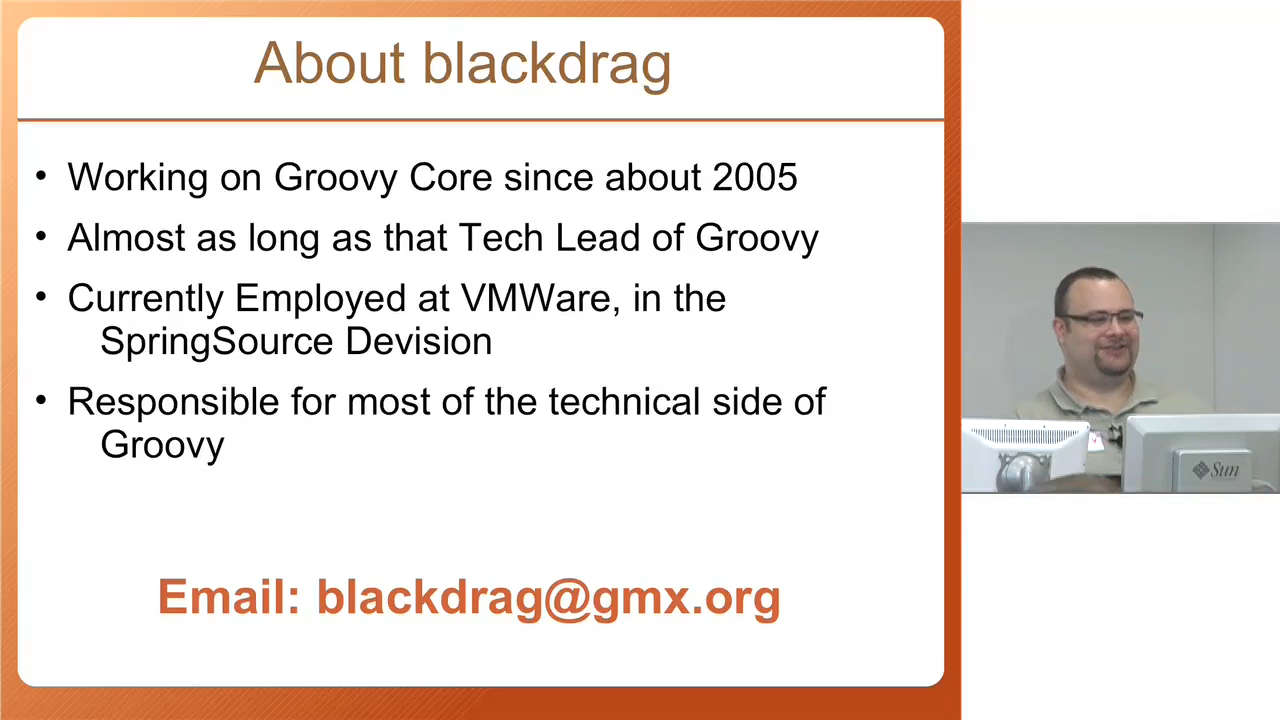 About blackdrag
• Working on Groovy Core since about 2005
• Almost as long as that Tech Lead of Groovy
• Currently Employed at VMWare, in the
SpringSource Devision
• Responsible for most of the technical side of
Groovy
Email: blackdrag@gmx.org
Sun